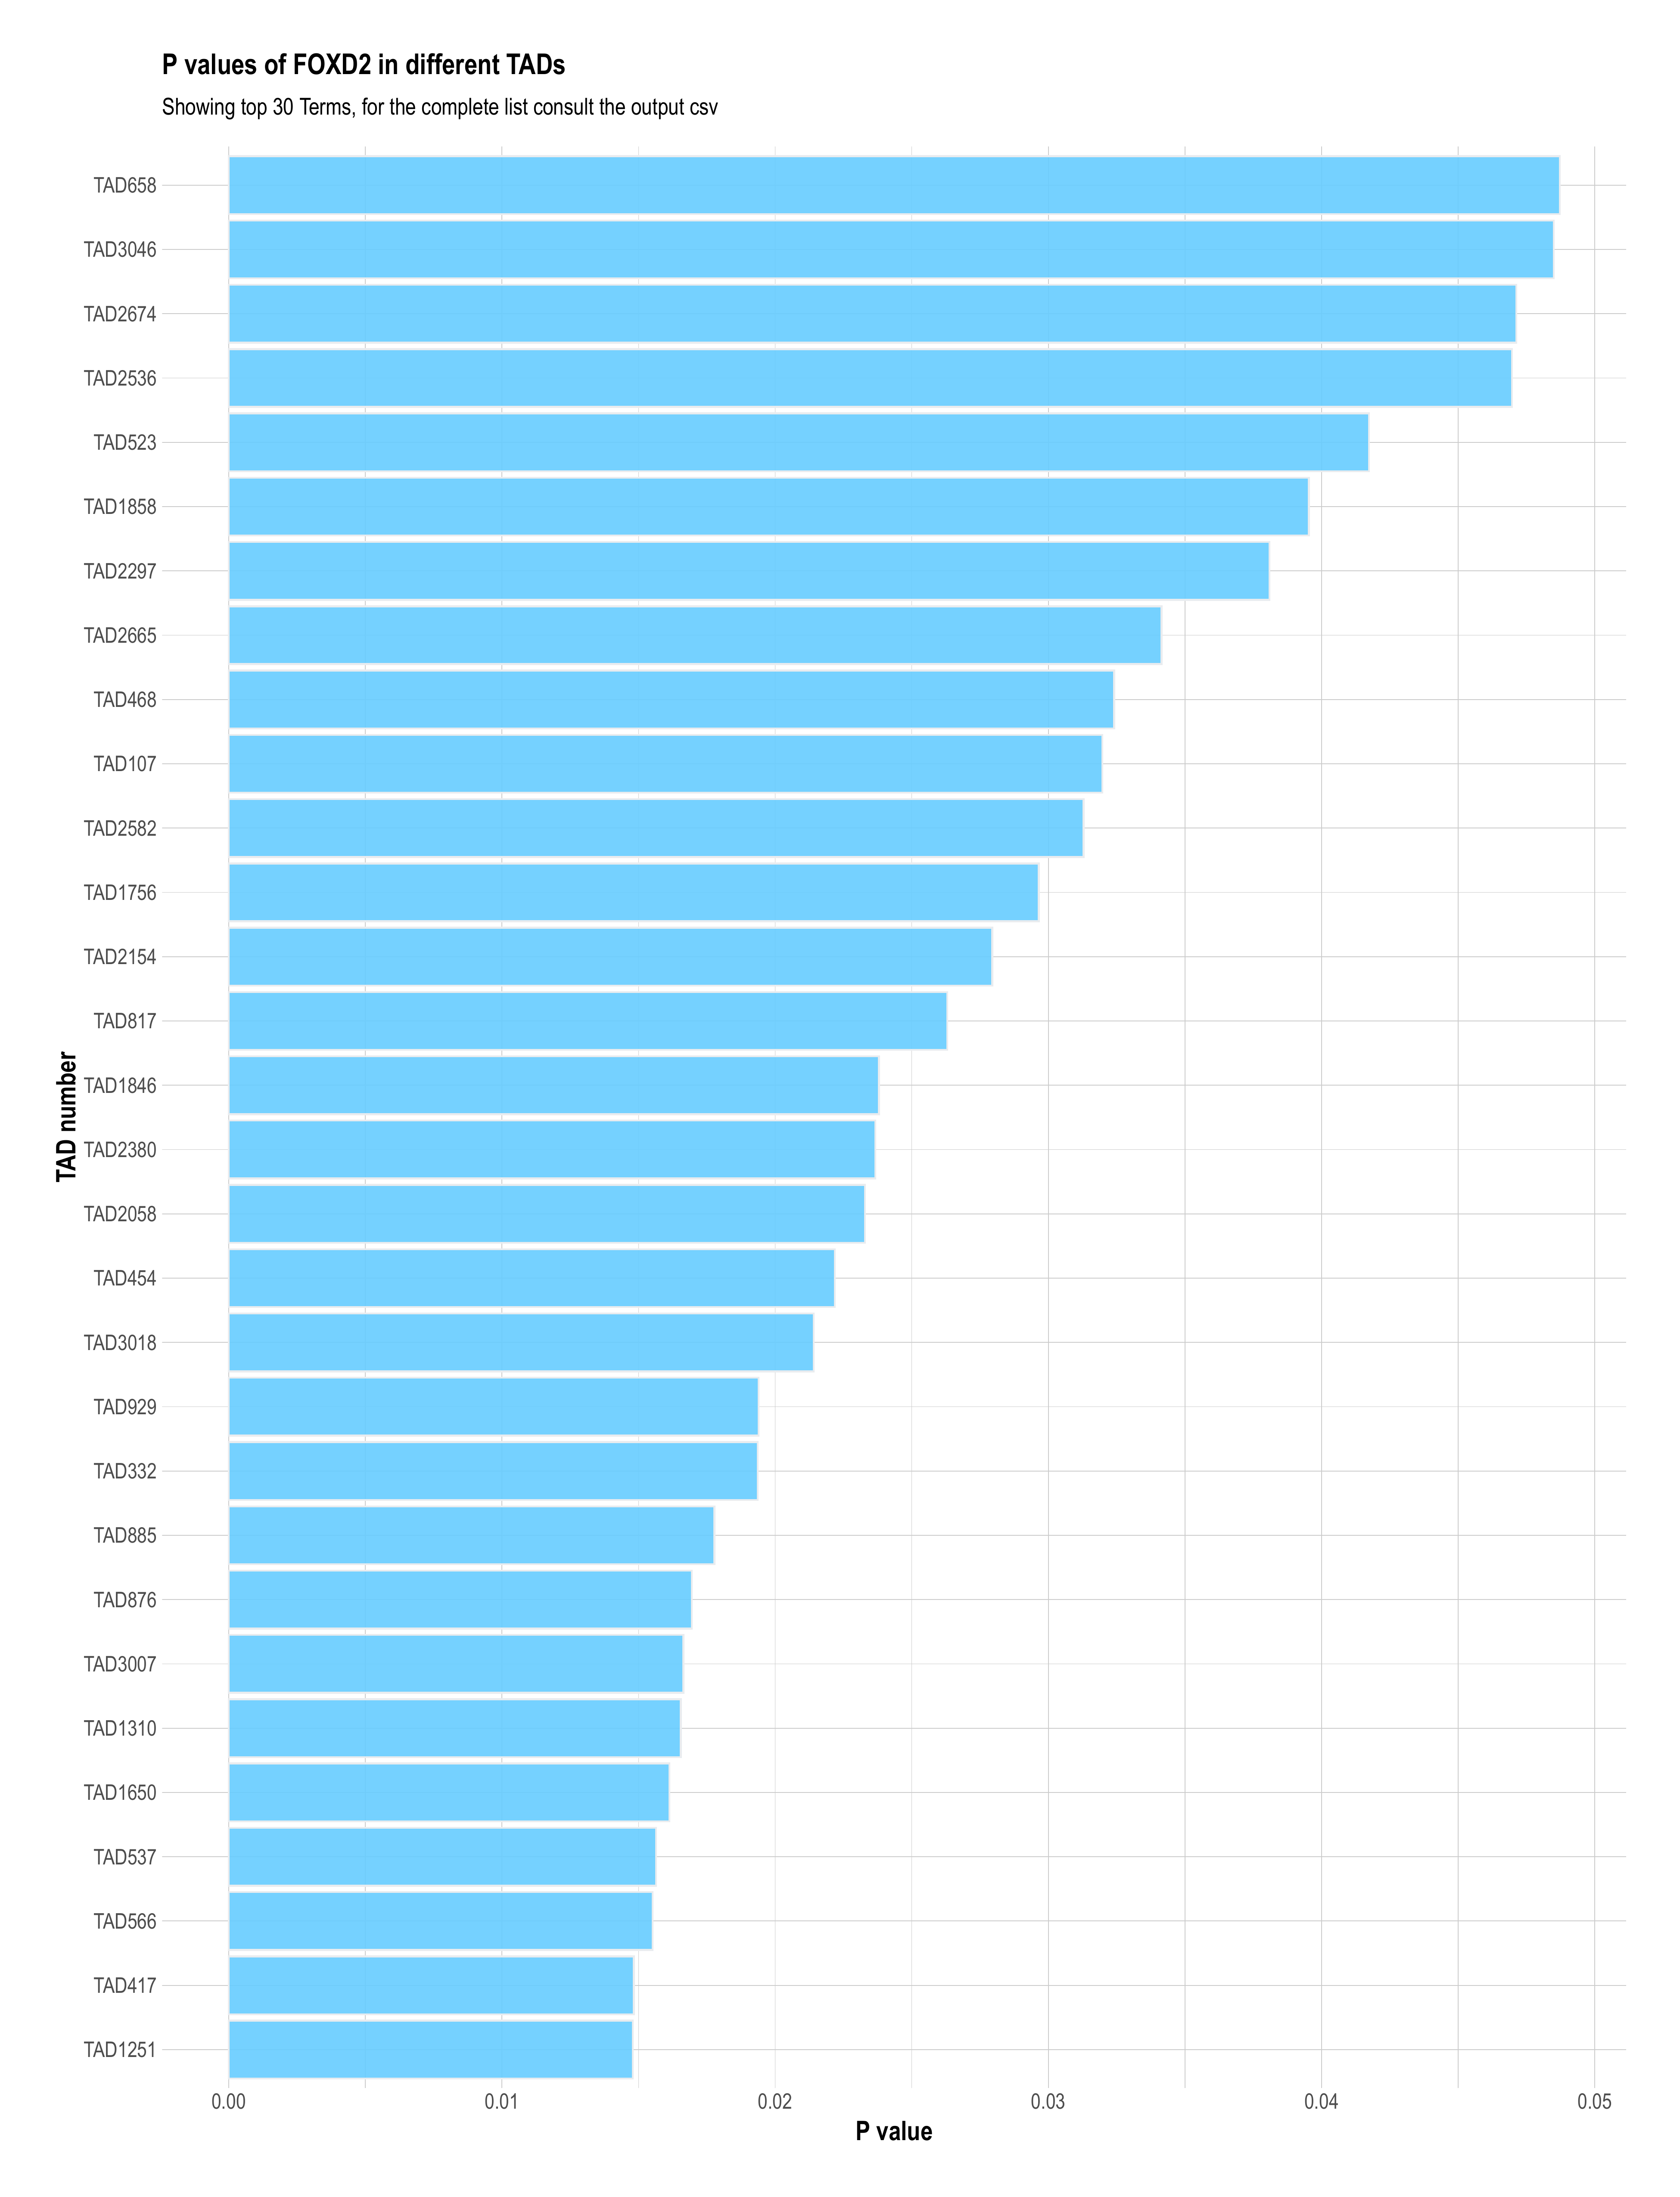 P values of FOXD2 in different TADs
Showing top 30 Terms, for the complete list consult the output csv
TAD658
TAD3046
TAD2674
TAD2536
TAD523
TAD1858
TAD2297
TAD2665
TAD468
TAD107
TAD2582
TAD1756
TAD2154
TAD817
TAD1846
TAD2380
TAD2058
TAD454
TAD3018
TAD929
TAD332
TAD885
TAD876
TAD3007
TAD1310
TAD1650
TAD537
TAD566
TAD417
TAD1251
TAD number
0.00 0.01 0.02 0.03 0.04 0.05
P value